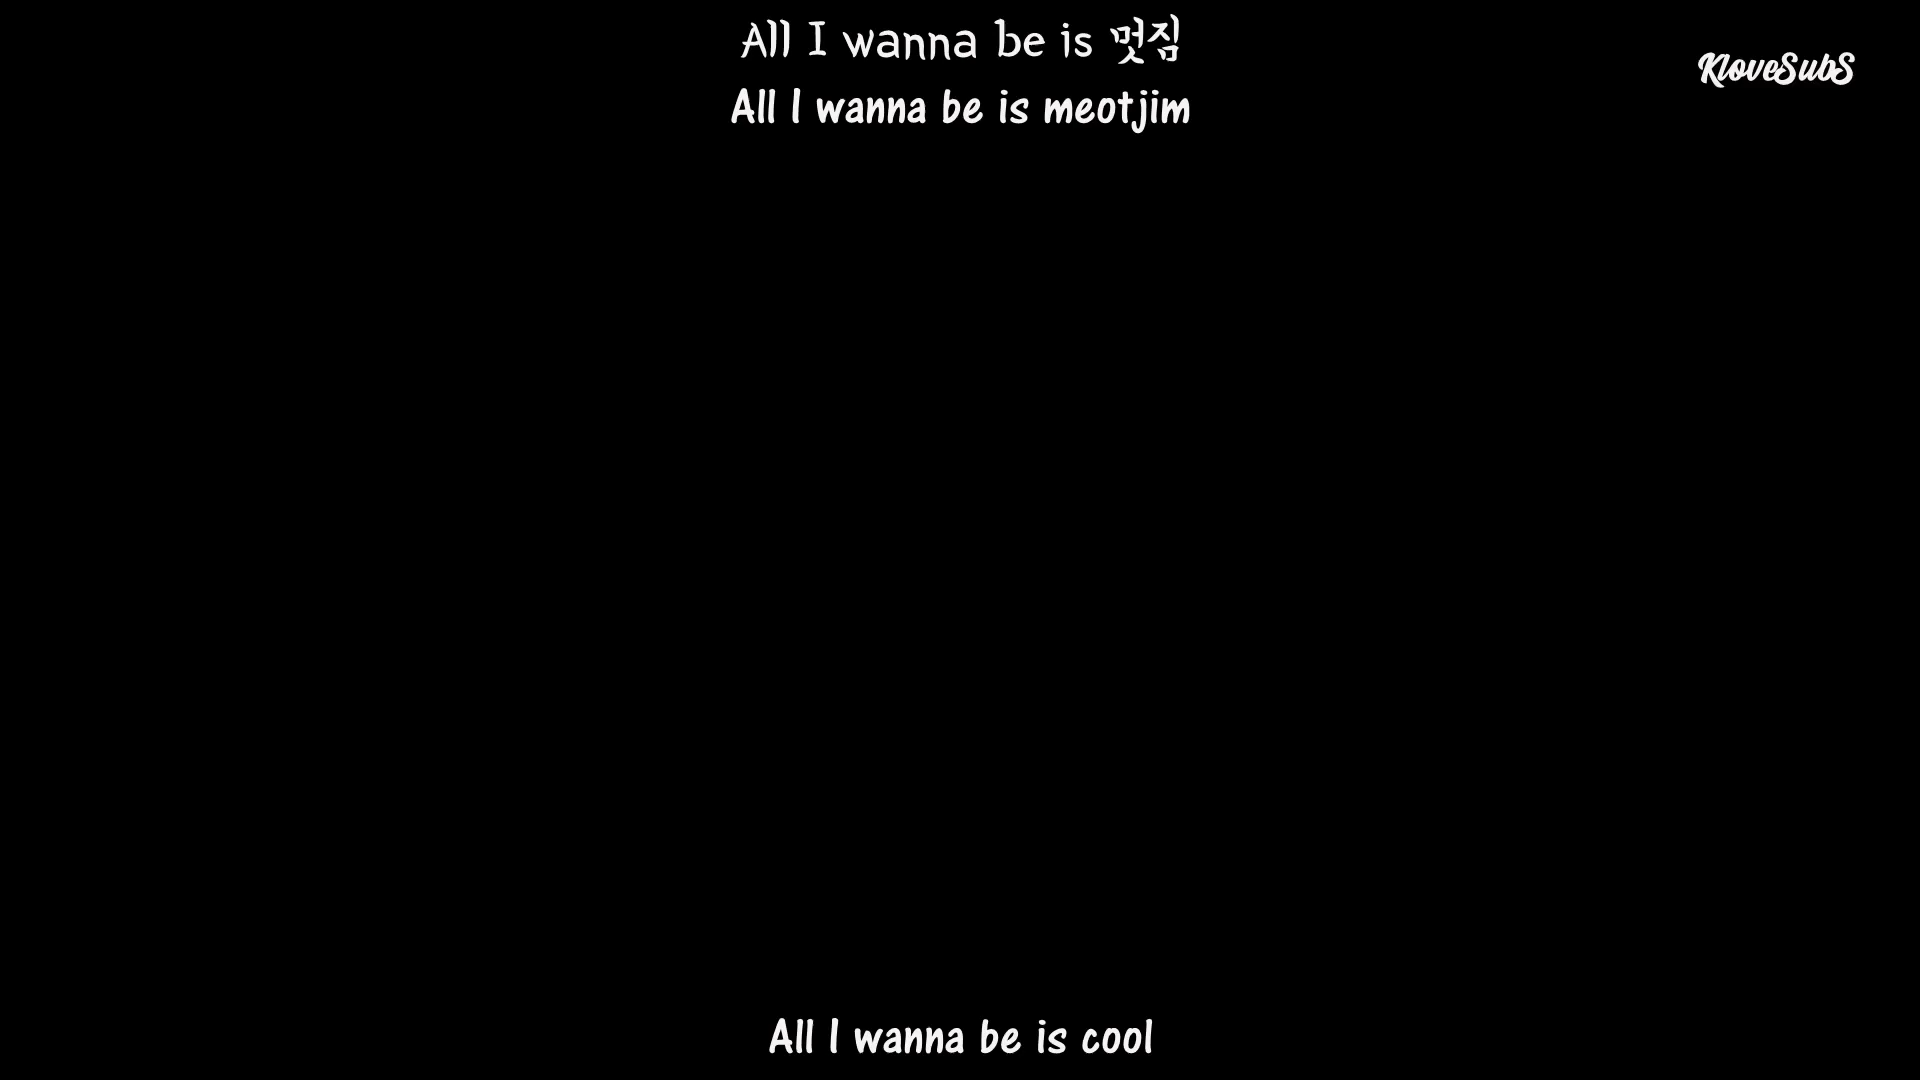 All I wanna be is 멋짐
KloveSubS
All I wanna be is meotjim
All I wanna be is cool